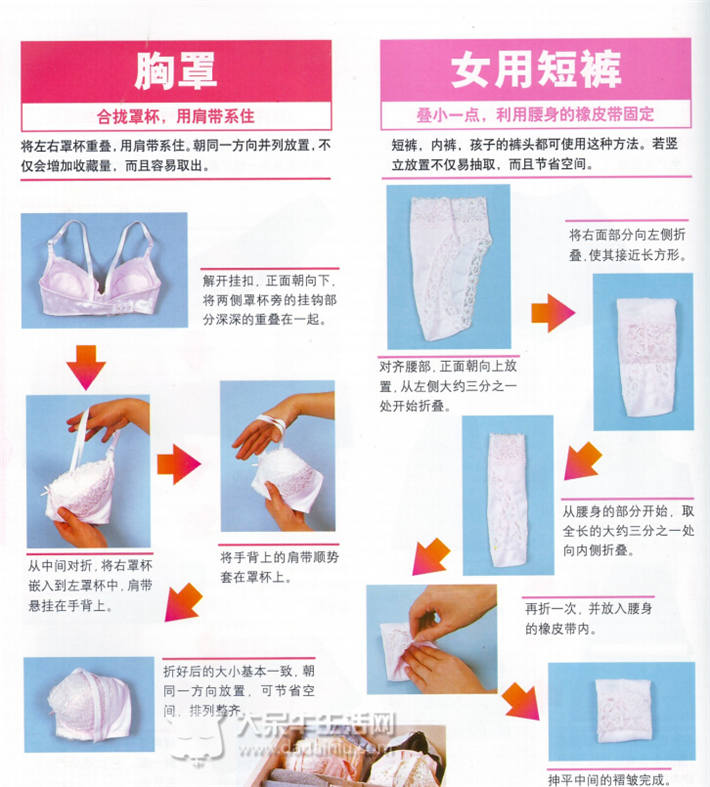 胸罩
合拢罩杯，用肩带系住
将左右罩杯重叠，用肩带系住。朝同一方向并列放置，不
仅会增加收藏量，而且容易取出。
解开挂扣，正面朝向下，
将两侧罩杯旁的挂钩部
分深深的重叠在一起。
从中间对折，将右罩杯
嵌入到左罩杯中，肩带
悬挂在手背上。
将手背上的肩带顺势
套在罩杯上。
折好后的大小基本一致，朝
同一方向放置，可节省空
间，排列整齐。
女用短裤
叠小一点，利用腰身的橡皮带固定
短裤，内裤，孩子的裤头都可使用这种方法。若竖
立放置不仅易抽取，而且节省空间。
对齐腰部，正面朝向上放
置，从左侧大约三分之一
处开始折叠。
将右面部分向左侧折
叠，使其接近长方形。
从腰身的部分开始，取
全长的大约三分之一处
向内侧折叠。
再折一次，并放入腰身
的橡皮带内。
抻平中间的褶皱完成。
大呆牛生活网
www.dadainiu.com